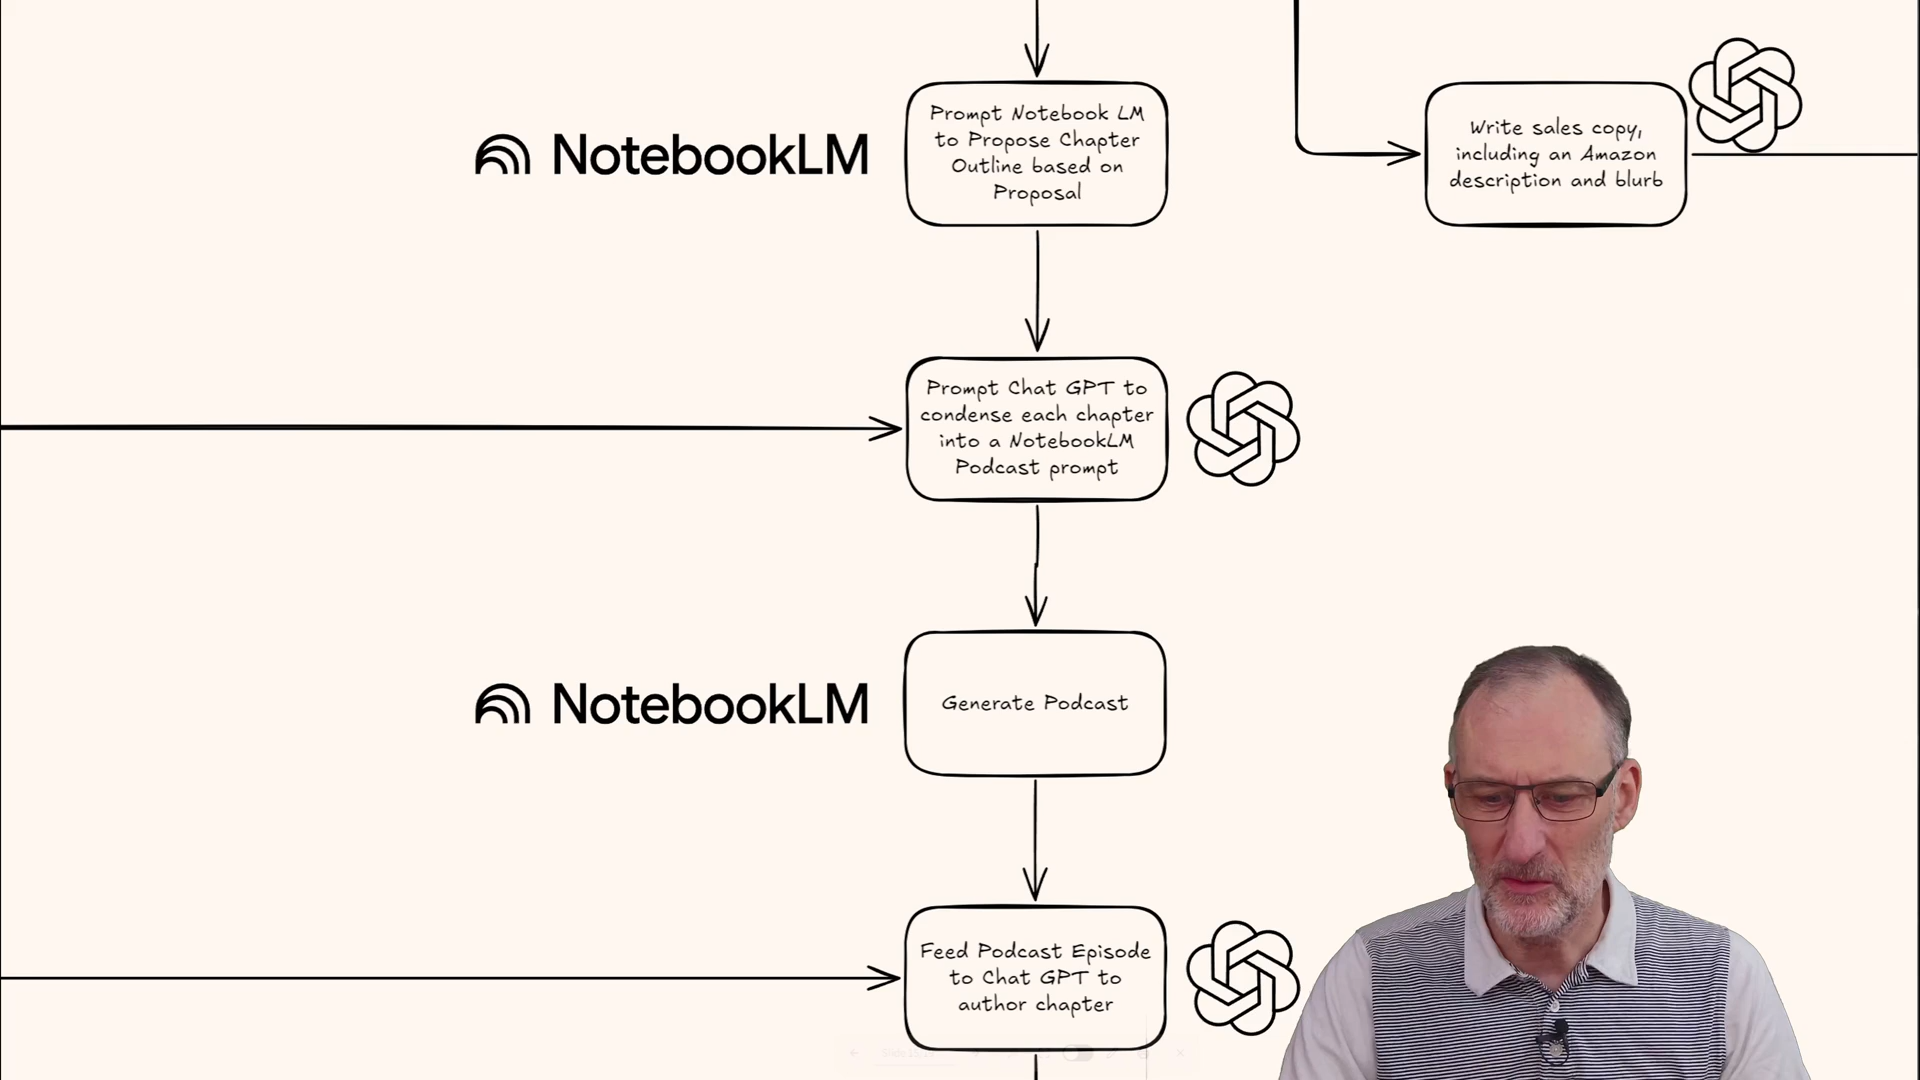 Prompt Notebook LM
to Propose Chapter
Outline based on
Proposal
NotebookLM
Write sales copy,
including an Amazon
description and blurb
Prompt Chat GPT to
condense each chapter
into a NotebookLM
Podcast prompt
NotebookLM
Generate Podcast
Feed Podcast Episode
to Chat GPT to
author chapter